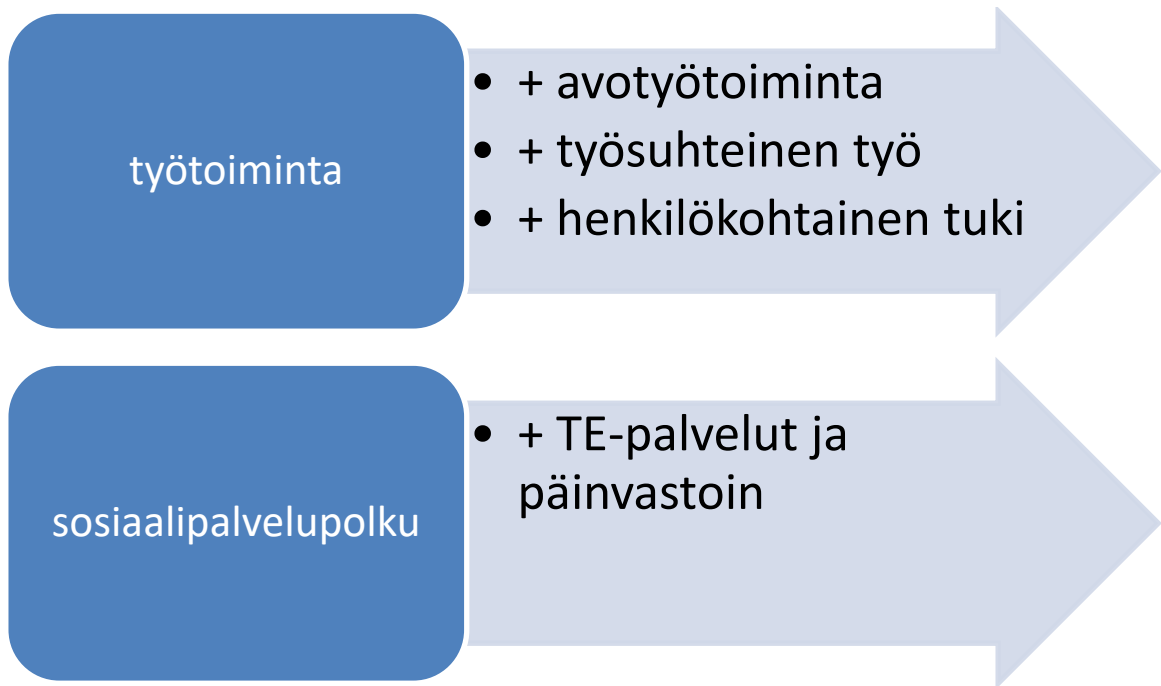 työtoiminta
• + avotyötoiminta
• + työsuhteinen työ
• + henkilökohtainen tuki
sosiaalipalvelupolku
• + TE-palvelut ja
päinvastoin